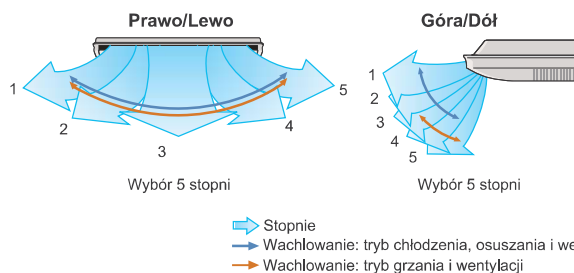 Prawo/Lewo
1
2
3
4
5
Wybór 5 stopni
Góra/Dół
1
2
3
4
5
Wybór 5 stopni
Stopnie
Wachlowanie: tryb chłodzenia, osuszania i
Wachlowanie: tryb grzania i wentylacji